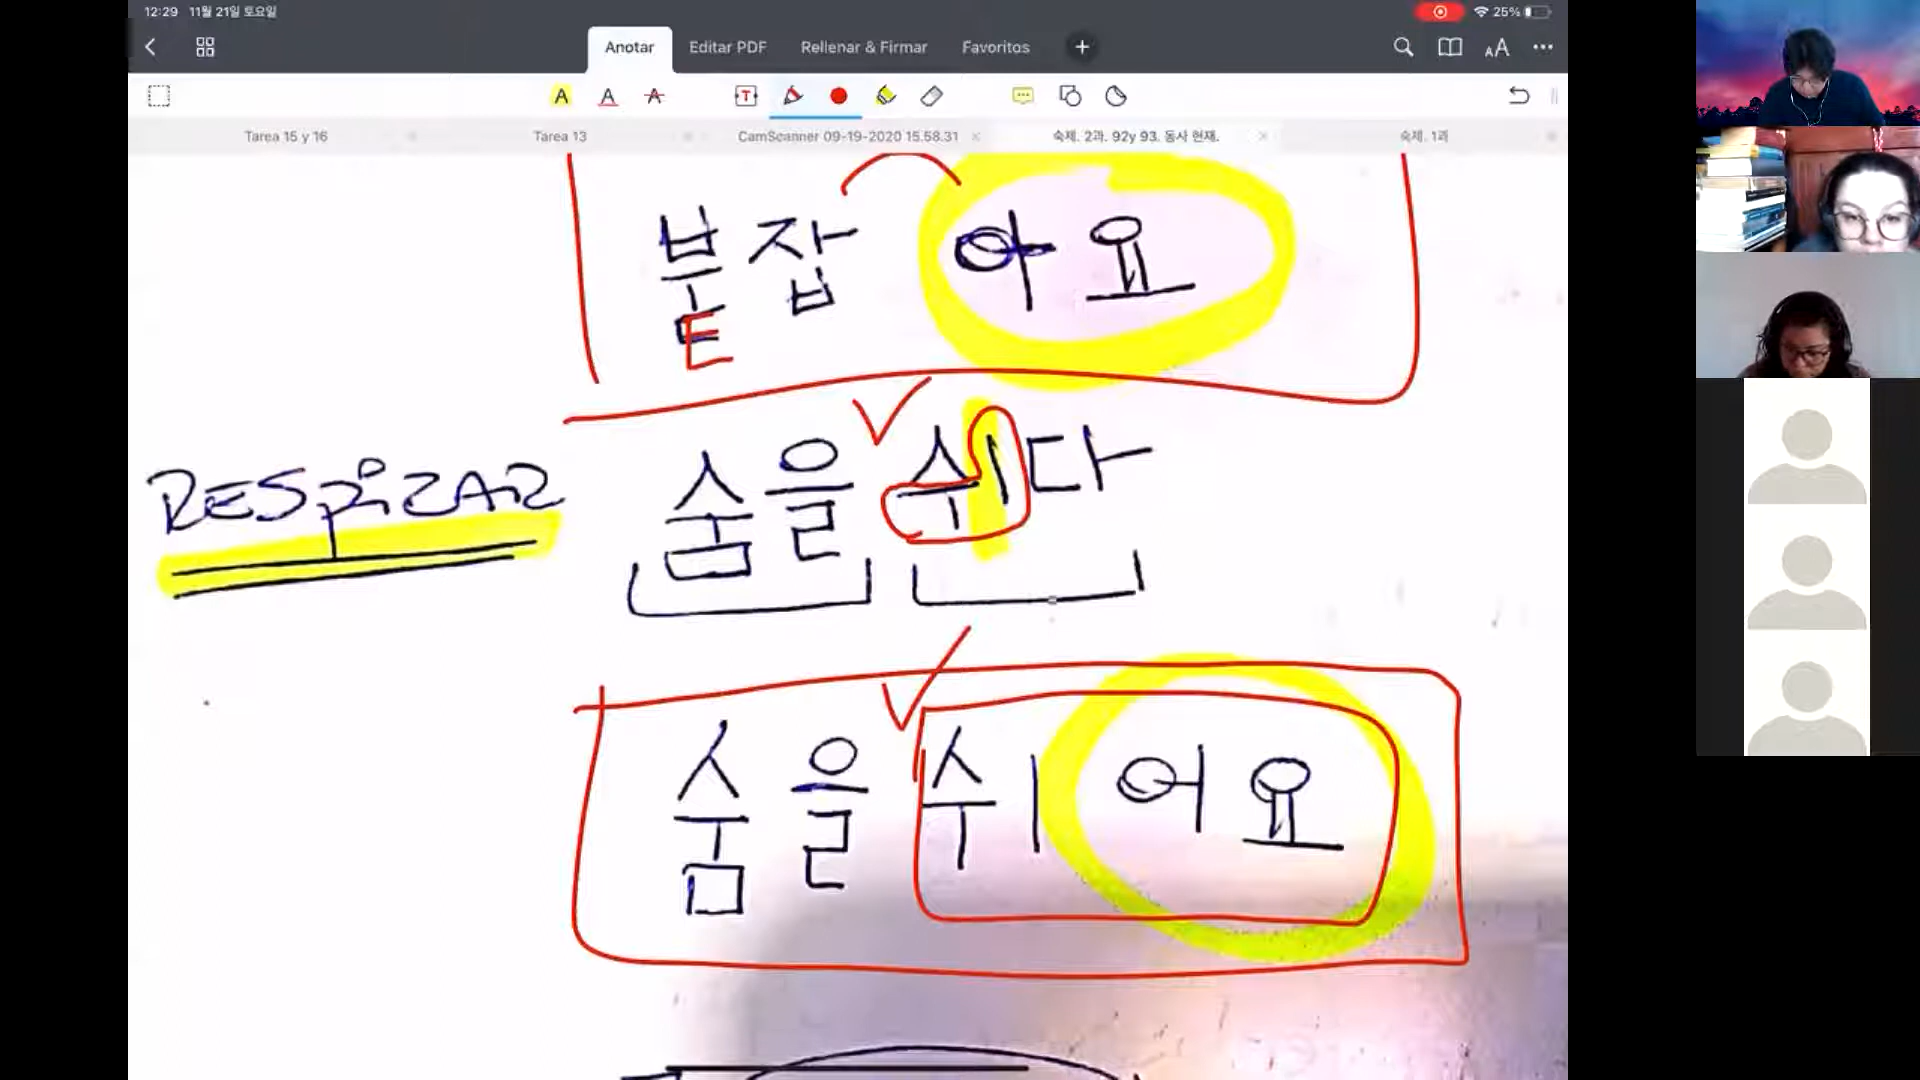 12:29 11월 21일 토요일
25%
Anotar Editar PDF Rellenar & Firmar Favoritos
Tarea 15 y 16 Tarea 13 CamScanner 09-19-2020 15.58.31 숙제. 2과. 92y 93. 동사 현재. 숙제. 1과
붙잡아요
E
RESpiRAR 숨을 쉬다
숨을 쉬어요